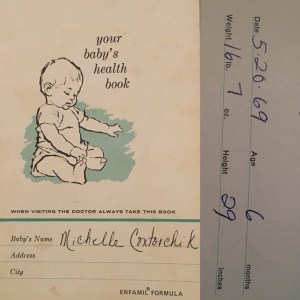 your
baby's
health
book
WHEN VISITING THE DOCTOR ALWAYS TAKE THIS BOOK
Baby's Name Michelle Contorchik
Address
City
ENFAMIL® FORMULA
Date 5-20-69 Age 6 months
Weight 16 lb. 7 oz. Height 29 inches